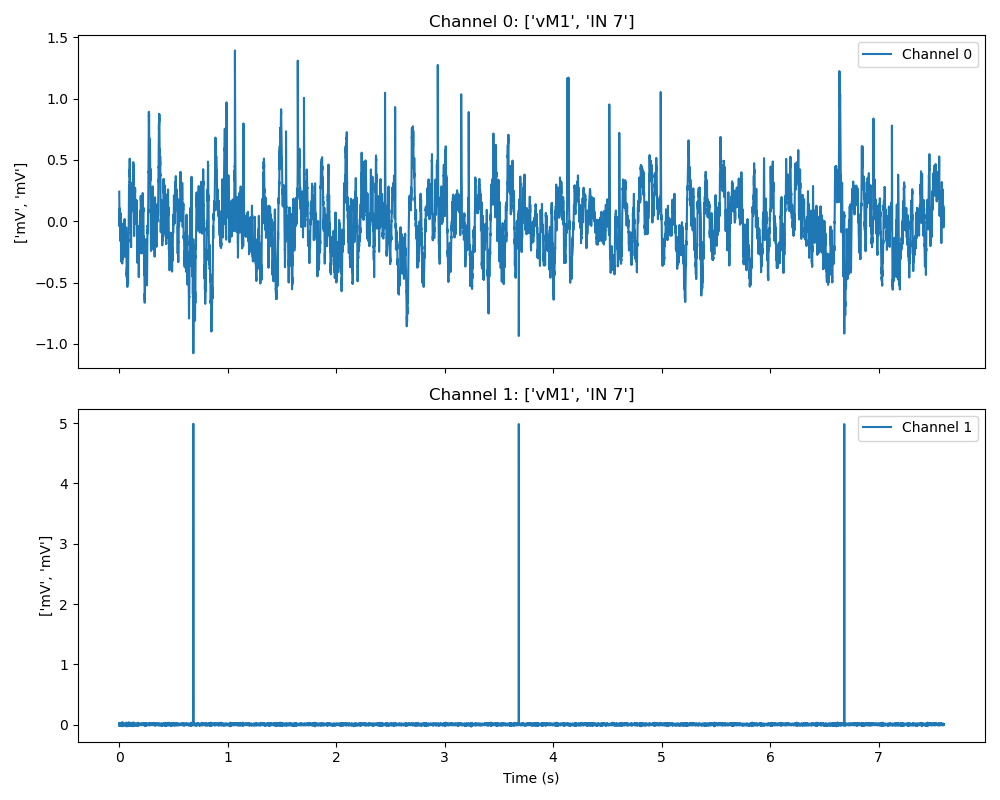 Channel 0: ['vM1', 'IN 7']
Channel 0
['mV', 'mV']
1.5
1.0
0.5
0.0
−0.5
−1.0
Channel 1: ['vM1', 'IN 7']
Channel 1
['mV', 'mV']
5
4
3
2
1
0
0 1 2 3 4 5 6 7
Time (s)